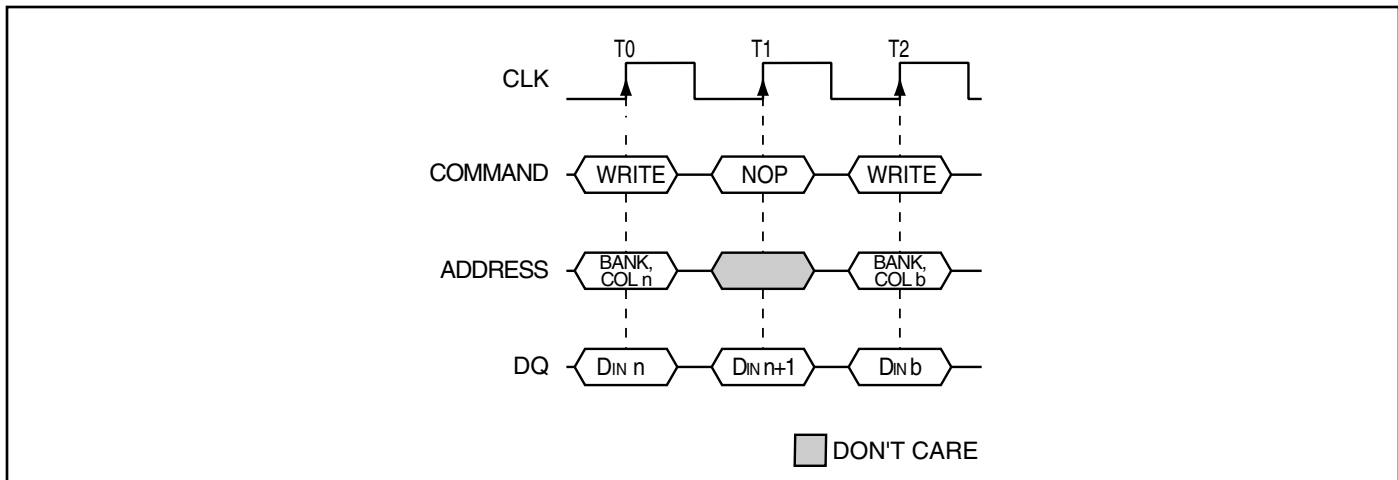 T0 T1 T2
CLK
COMMAND WRITE NOP WRITE
ADDRESS BANK, COL n BANK, COL b
DQ DIN n DIN n+1 DIN b
DON'T CARE